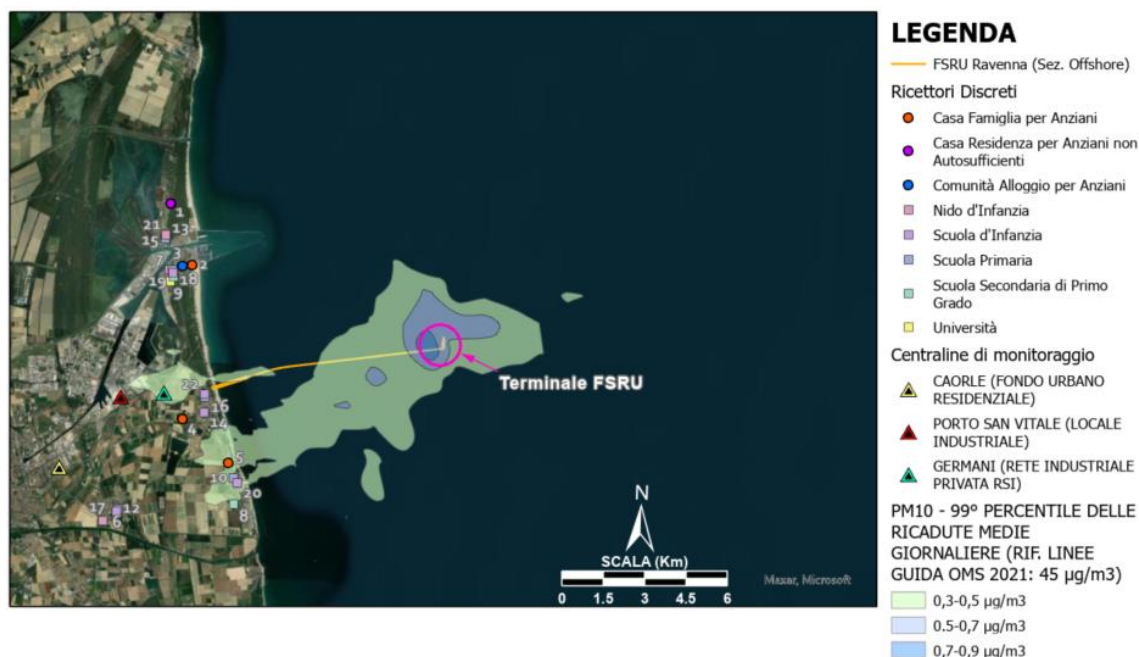 LEGENDA
FSRU Ravenna (Sez. Offshore)
Ricettori Discreti
Casa Famiglia per Anziani
Casa Residenza per Anziani non
Autosufficienti
Comunità Alloggio per Anziani
Nido d'Infanzia
Scuola d'Infanzia
Scuola Primaria
Scuola Secondaria di Primo
Grado
Università
Centraline di monitoraggio
CAORLE (FONDO URBANO
RESIDENZIALE)
PORTO SAN VITALE (LOCALE
INDUSTRIALE)
GERMANI (RETE INDUSTRIALE
PRIVATA RSI)
PM10 - 99º PERCENTILE DELLE
RICADUTE MEDIE
GIORNALIERE (RIF. LINEE
GUIDA OMS 2021: 45 µg/m3)
0,3-0,5 µg/m3
0.5-0,7 µg/m3
0,7-0,9 µg/m3
1
21 13
15
3
7 2
19 18
9
Terminale FSRU
22
16
14
4
5
10
20
8
17 12
6
N
SCALA (Km)
0 1.5 3 4.5 6
Maxar, Microsoft